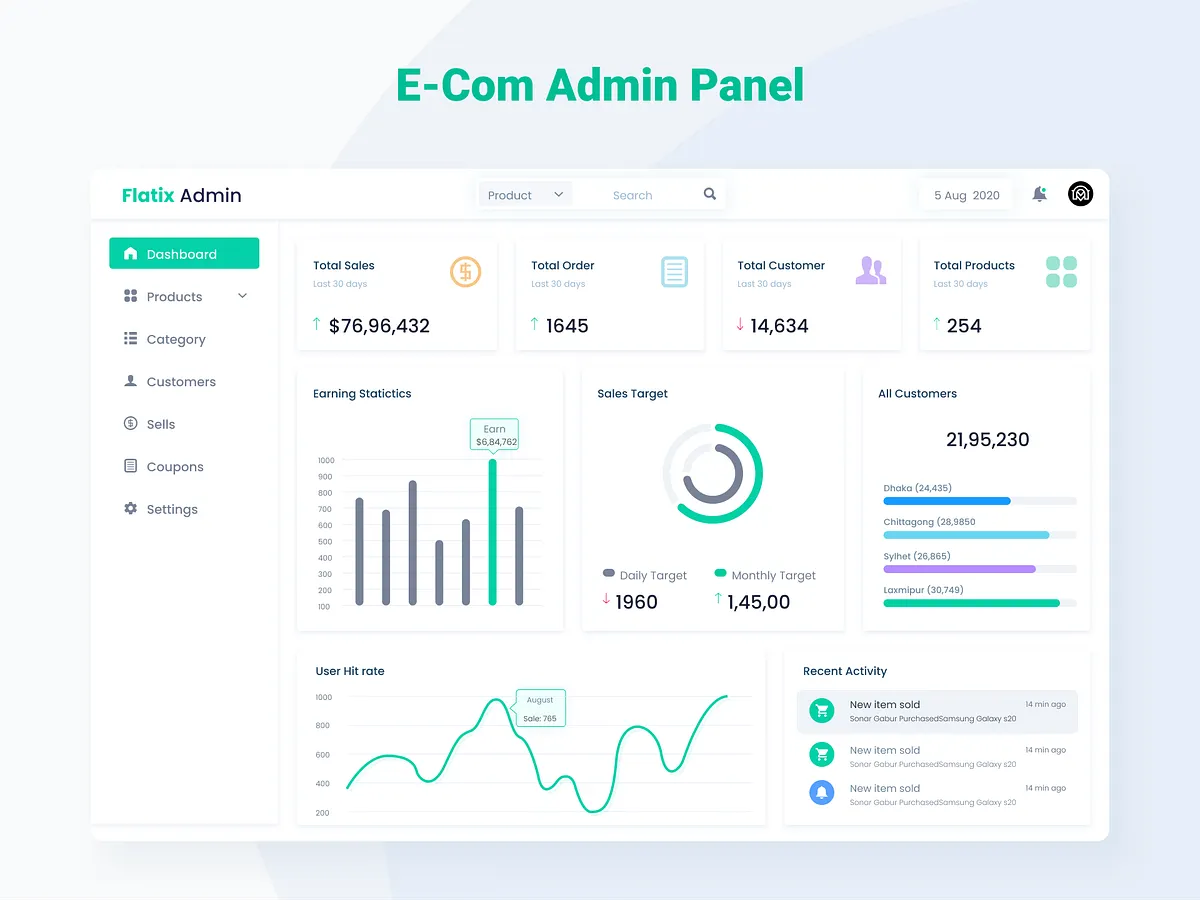 E-Com Admin Panel
Flatix Admin
Product
Search
5 Aug 2020
Dashboard
Products
Category
Customers
Sells
Coupons
Settings
Total Sales
Last 30 days
↑ $76,96,432
Total Order
Last 30 days
↑ 1645
Total Customer
Last 30 days
↓ 14,634
Total Products
Last 30 days
↑ 254
Earning Statictics
Earn
$6,84,762
1000
900
800
700
600
500
400
300
200
100
Sales Target
Daily Target
↓ 1960
Monthly Target
↑ 1,45,00
All Customers
21,95,230
Dhaka (24,435)
Chittagong (28,9850
Sylhet (26,865)
Laxmipur (30,749)
User Hit rate
1000
800
600
400
200
August
Sale: 765
Recent Activity
New item sold
14 min ago
Sonar Gabur PurchasedSamsung Galaxy s20
New item sold
14 min ago
Sonar Gabur PurchasedSamsung Galaxy s20
New item sold
14 min ago
Sonar Gabur PurchasedSamsung Galaxy s20